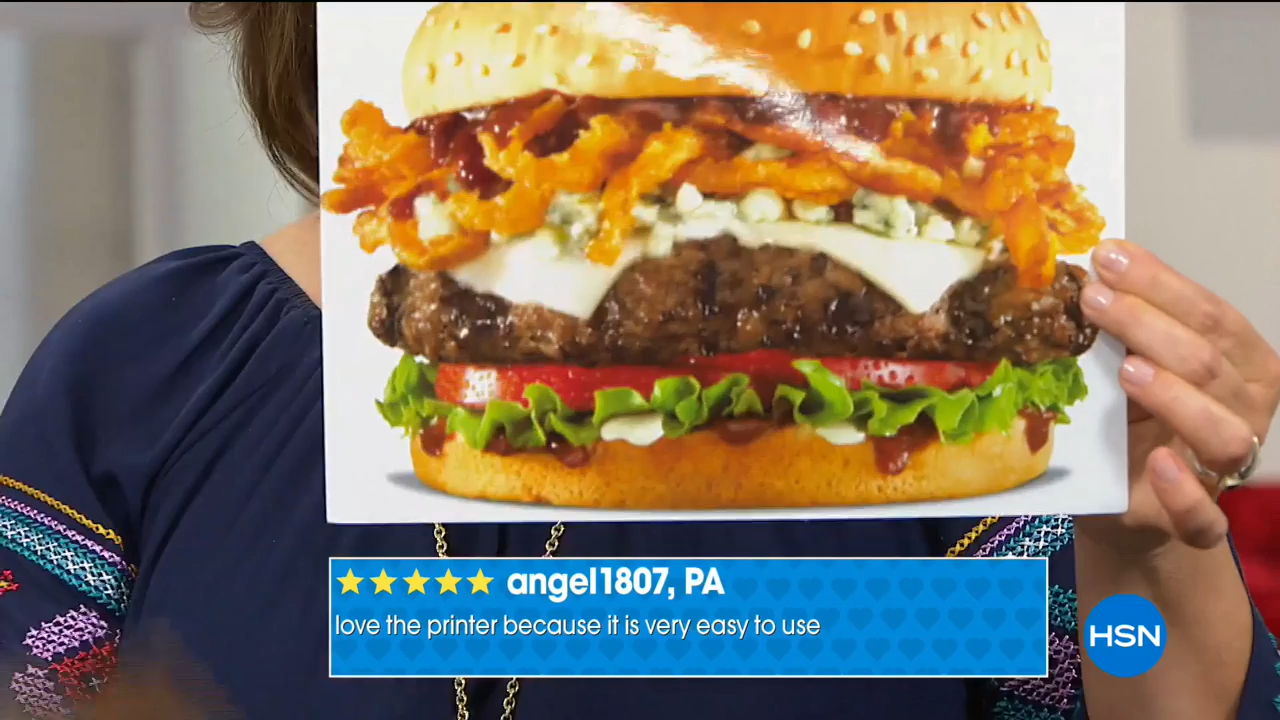 angel1807, PA
love the printer because it is very easy to use
HSN